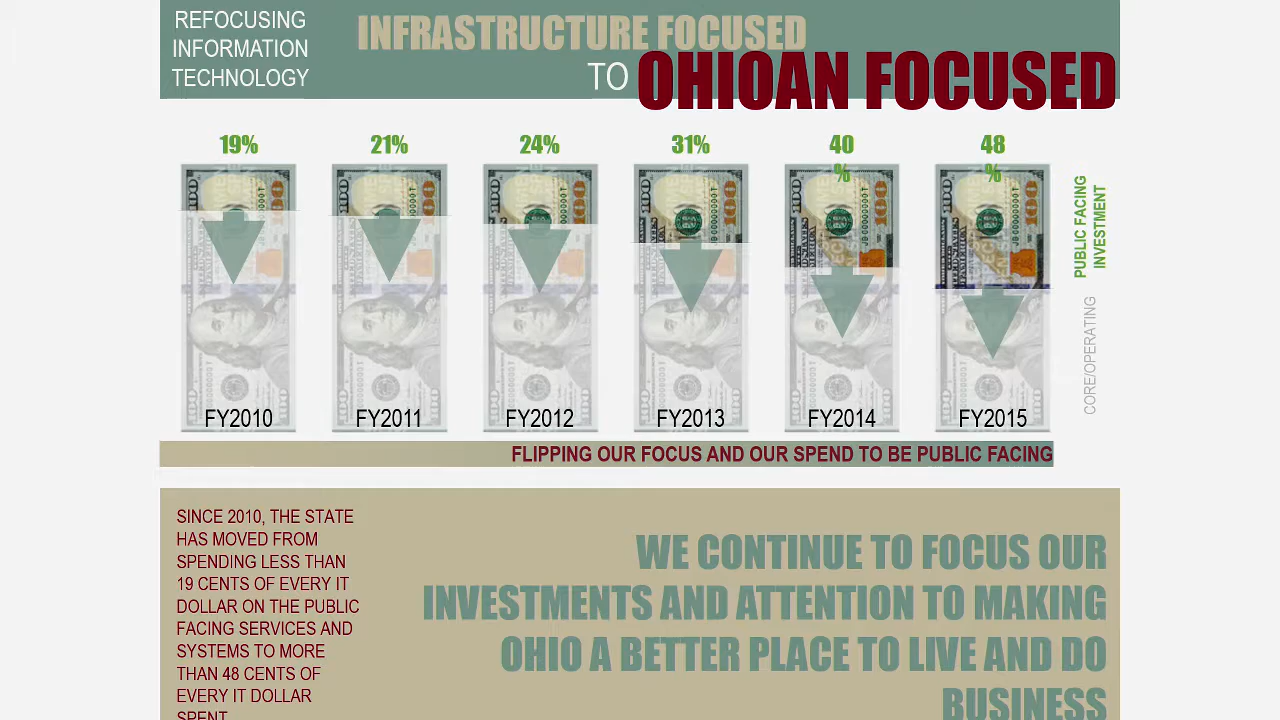 REFOCUSING
INFORMATION
TECHNOLOGY
INFRASTRUCTURE FOCUSED
TO OHIOAN FOCUSED
19%
21%
24%
31%
40
%
48
%
PUBLIC FACING
INVESTMENT
CORE/OPERATING
FY2010
FY2011
FY2012
FY2013
FY2014
FY2015
FLIPPING OUR FOCUS AND OUR SPEND TO BE PUBLIC FACING
SINCE 2010, THE STATE
HAS MOVED FROM
SPENDING LESS THAN
19 CENTS OF EVERY IT
DOLLAR ON THE PUBLIC
FACING SERVICES AND
SYSTEMS TO MORE
THAN 48 CENTS OF
EVERY IT DOLLAR
SPENT
WE CONTINUE TO FOCUS OUR
INVESTMENTS AND ATTENTION TO MAKING
OHIO A BETTER PLACE TO LIVE AND DO
BUSINESS